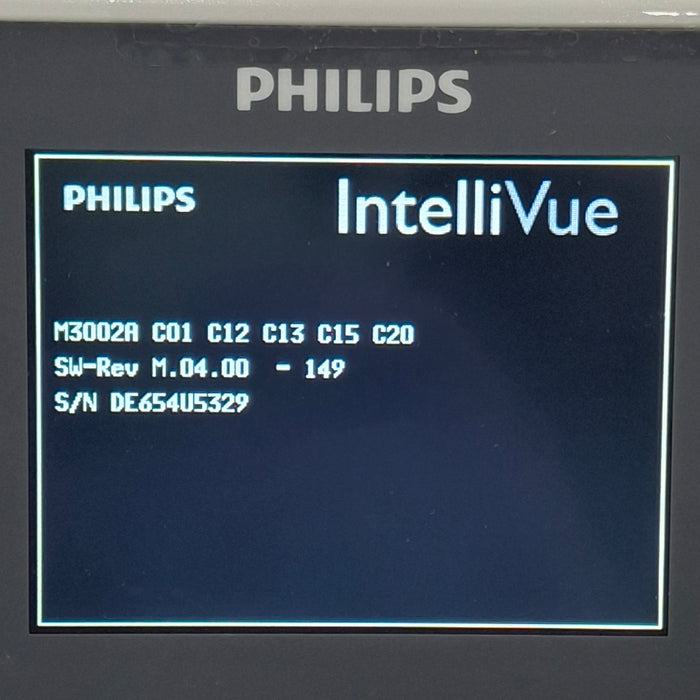 PHILIPS
PHILIPS IntelliVue
M3002A C01 C12 C13 C15 C20
SW-Rev M.04.00 - 149
S/N DE654U5329